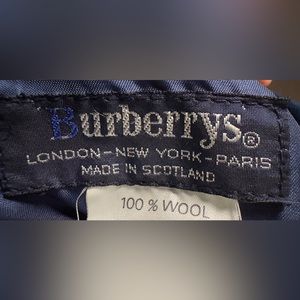 Burberrys®
LONDON-NEW YORK-PARIS
MADE IN SCOTLAND
100% WOOL